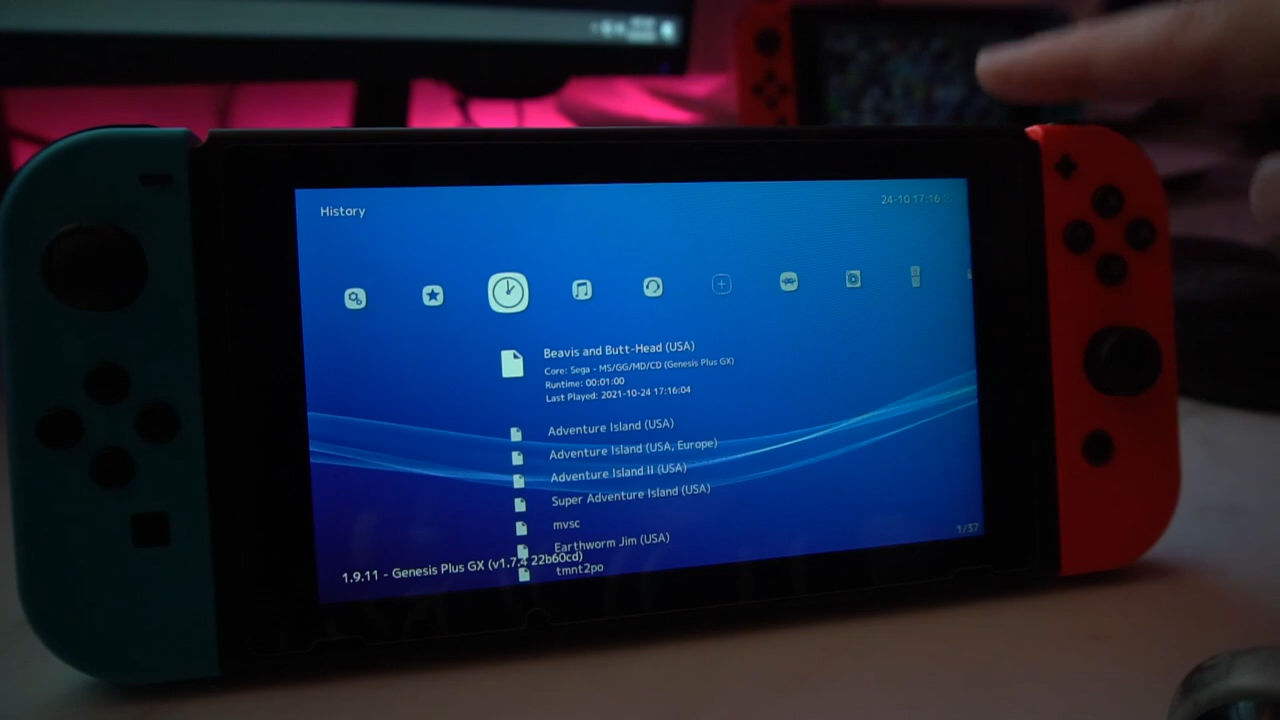 History
24-10 17:16
Beavis and Butt-Head (USA)
Core: Sega - MS/GG/MD/CD (Genesis Plus GX)
Runtime: 00:01:00
Last Played: 2021-10-24 17:16:04
Adventure Island (USA)
Adventure Island (USA, Europe)
Adventure Island II (USA)
Super Adventure Island (USA)
mvsc
Earthworm Jim (USA)
tmnt2po
1/37
1.9.11 - Genesis Plus GX (v1.7.4 22b60cd)